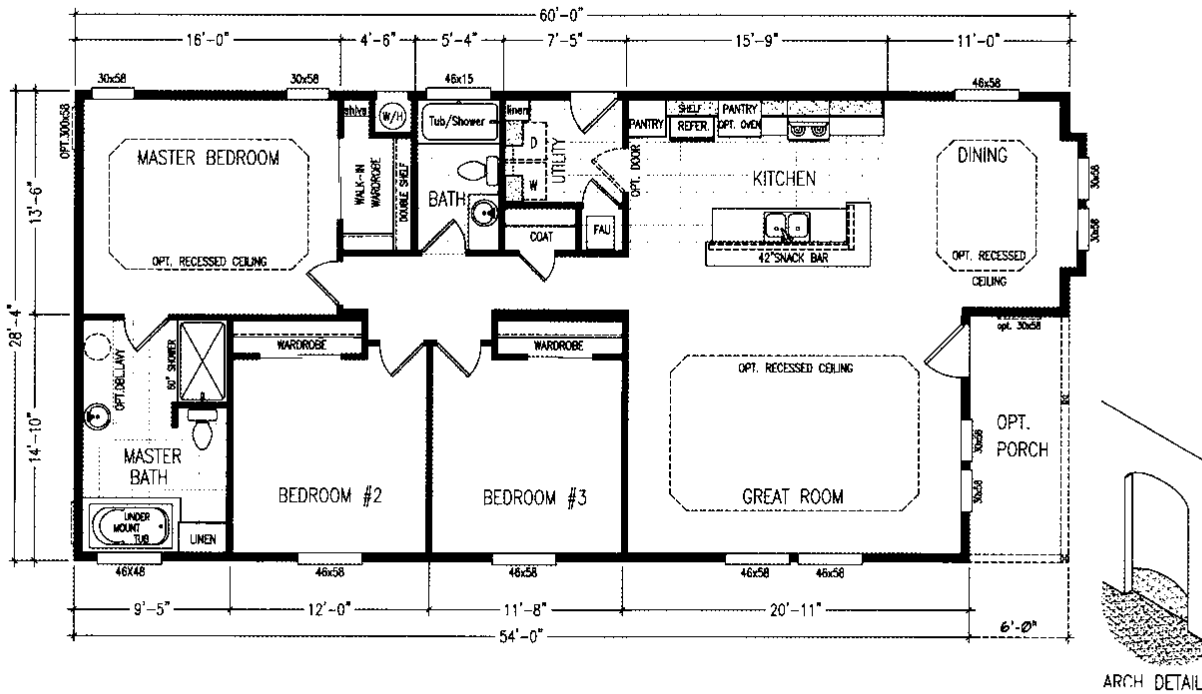 60'-0"
16'-0" 4'-6" 5'-4" 7'-5" 15'-9" 11'-0"
30x58 30x58 46x15 46x58
28'-4"
13'-6"
14'-10"
MASTER BEDROOM
OPT. RECESSED CEILING
W/H
WALK-IN
WARDROBE
DOUBLE SHELF
Tub/Shower
BATH
linen
D
W
UTILITY
COAT
FAU
OPT. DOOR
PANTRY
SHELF
REFER.
PANTRY
OPT. OVEN
KITCHEN
42" SNACK BAR
DINING
OPT. RECESSED
CEILING
30x58
30x58
OPT.DBL.LAV
60" SHOWER
MASTER
BATH
UNDER
MOUNT
TUB
LINEN
WARDROBE
BEDROOM #2
WARDROBE
BEDROOM #3
OPT. RECESSED CEILING
GREAT ROOM
opt. 30x58
OPT.
PORCH
30x58
30x58
46X48 46x58 46x58 46x58 46x58
9'-5" 12'-0" 11'-8" 20'-11"
54'-0" 6'-0"
ARCH DETAIL